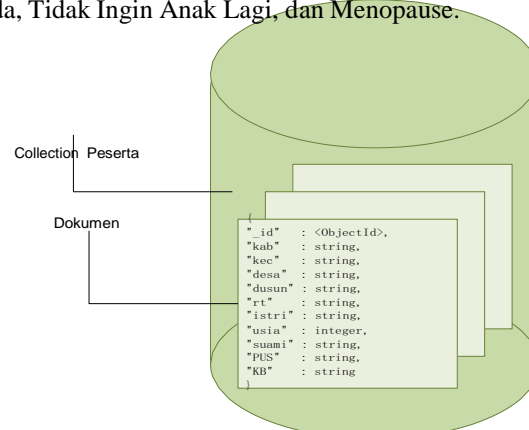 da, Tidak Ingin Anak Lagi, dan Menopause.
Collection Peserta
Dokumen
{
"_id" : <ObjectId>,
"kab" : string,
"kec" : string,
"desa" : string,
"dusun" : string,
"rt" : string,
"istri" : string,
"usia" : integer,
"suami" : string,
"PUS" : string,
"KB" : string
}